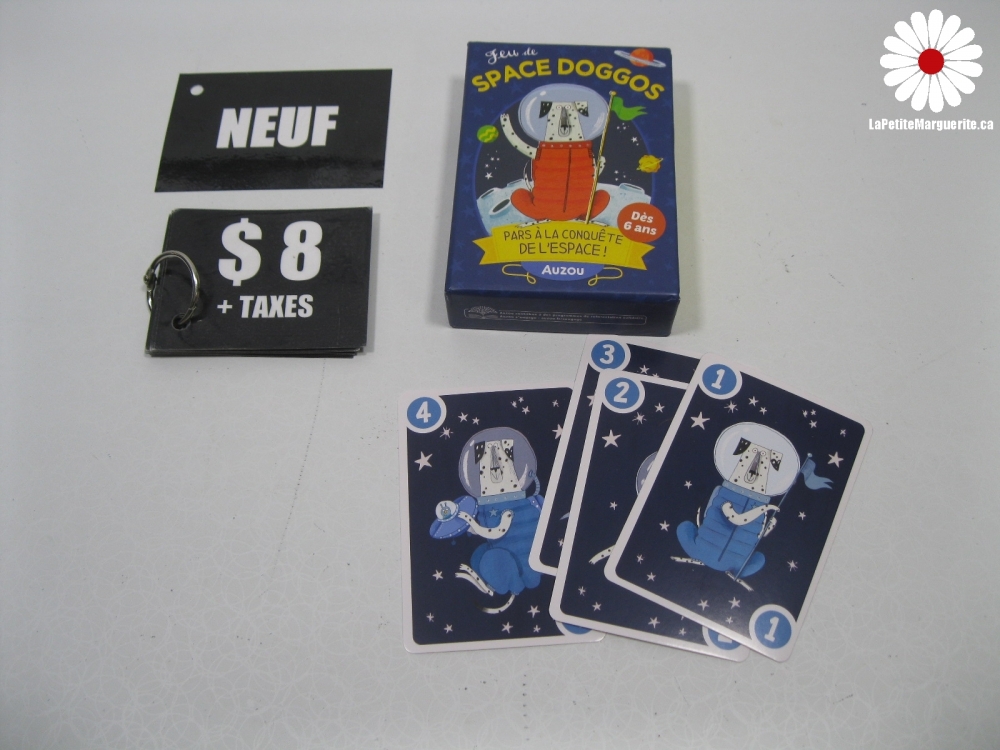 LaPetiteMarguerite.ca
NEUF
$ 8
+ TAXES
Jeu de
SPACE DOGGOS
Dès
6 ans
PARS À LA CONQUÊTE
DE L'ESPACE !
AUZOU
4
3
2
1
1